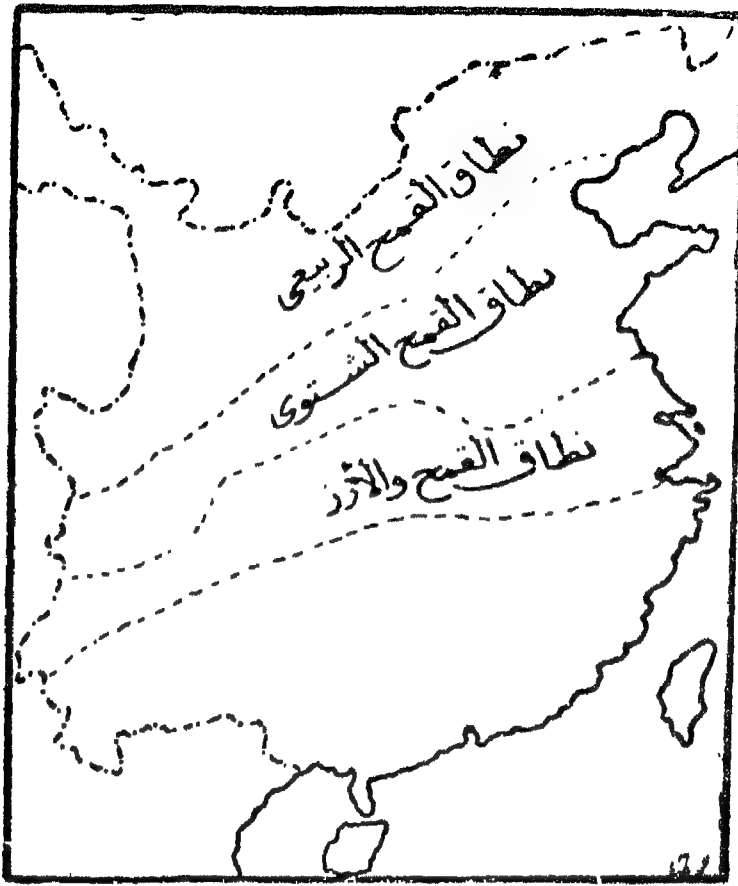 نطاق القمح الربيعى
نطاق القمح الشتوى
نطاق القمح والأرز